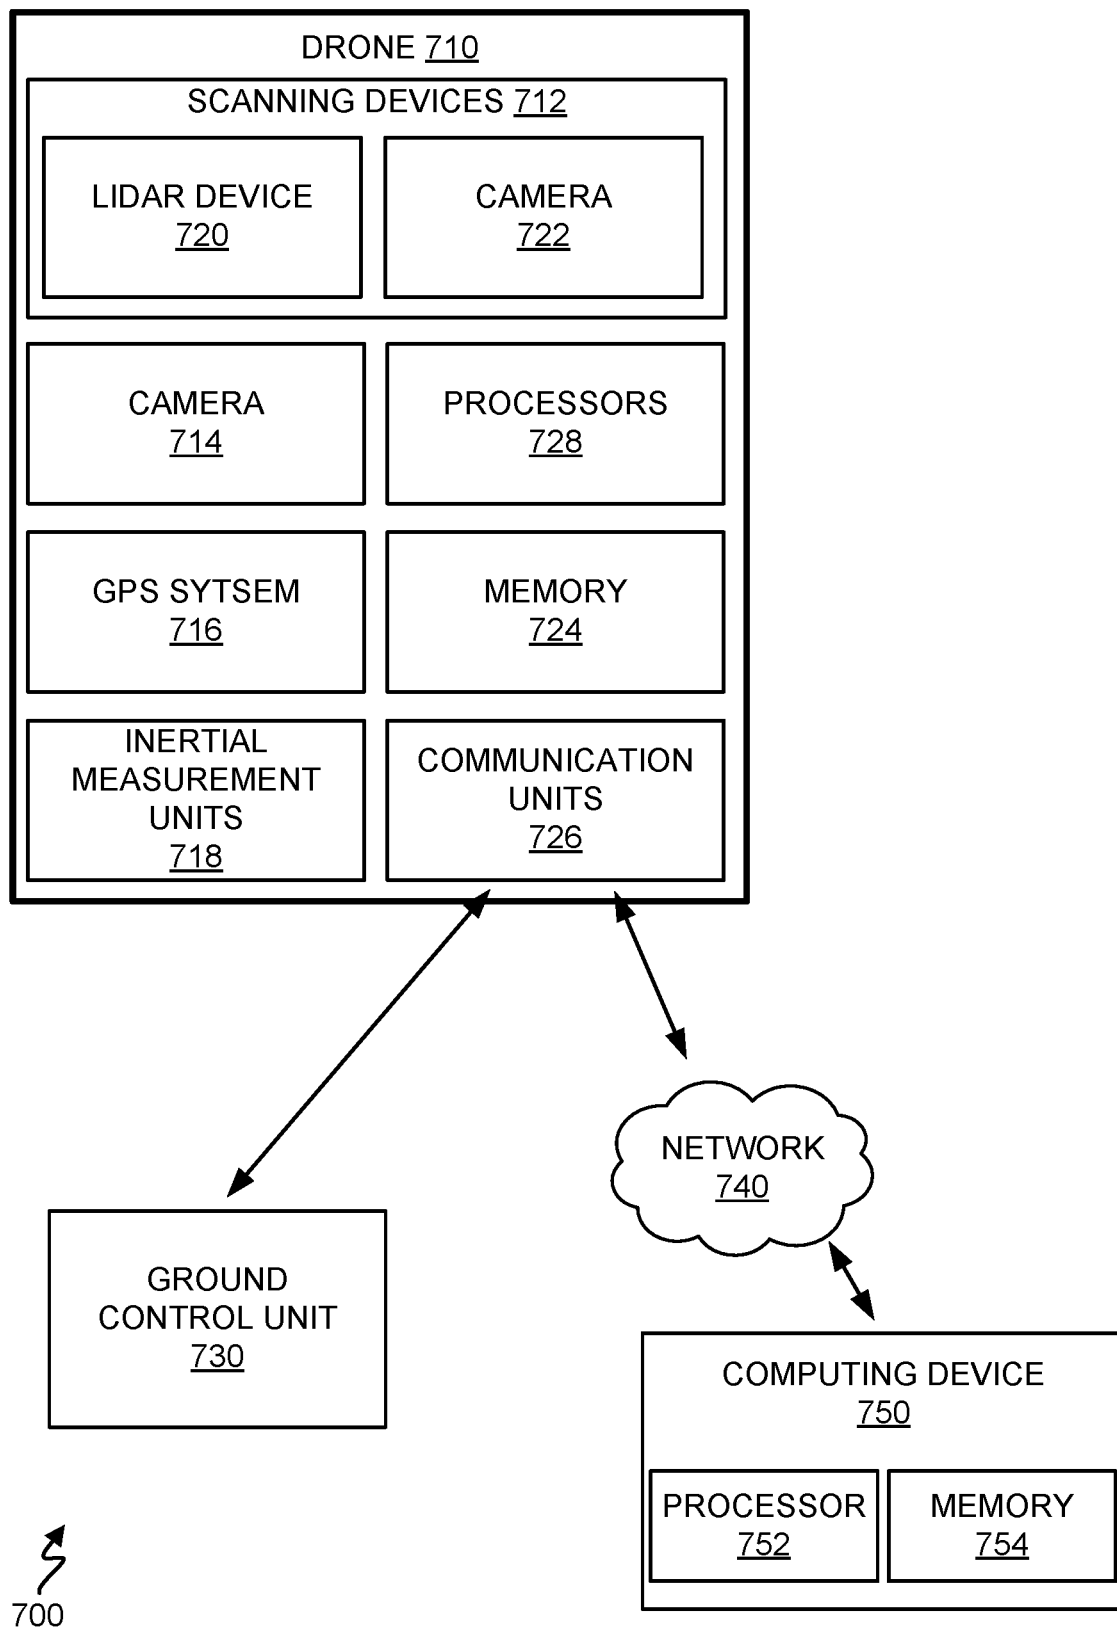 DRONE 710
SCANNING DEVICES 712
LIDAR DEVICE
720
CAMERA
722
CAMERA
714
PROCESSORS
728
GPS SYTSEM
716
MEMORY
724
INERTIAL
MEASUREMENT
UNITS
718
COMMUNICATION
UNITS
726
NETWORK
740
GROUND
CONTROL UNIT
730
COMPUTING DEVICE
750
PROCESSOR
752
MEMORY
754
700